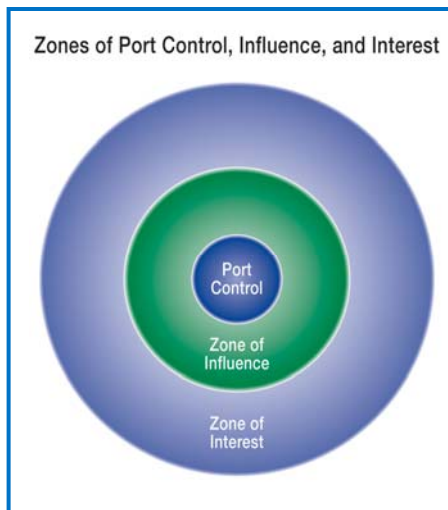 Zones of Port Control, Influence, and Interest
Port
Control
Zone of
Influence
Zone of
Interest